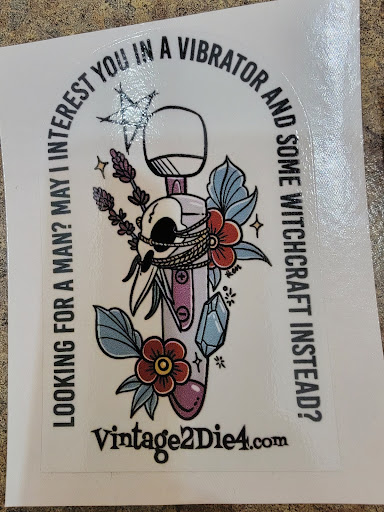 LOOKING FOR A MAN? MAY I INTEREST YOU IN A VIBRATOR AND SOME WITCHCRAFT INSTEAD?
Vintage2Die4.com